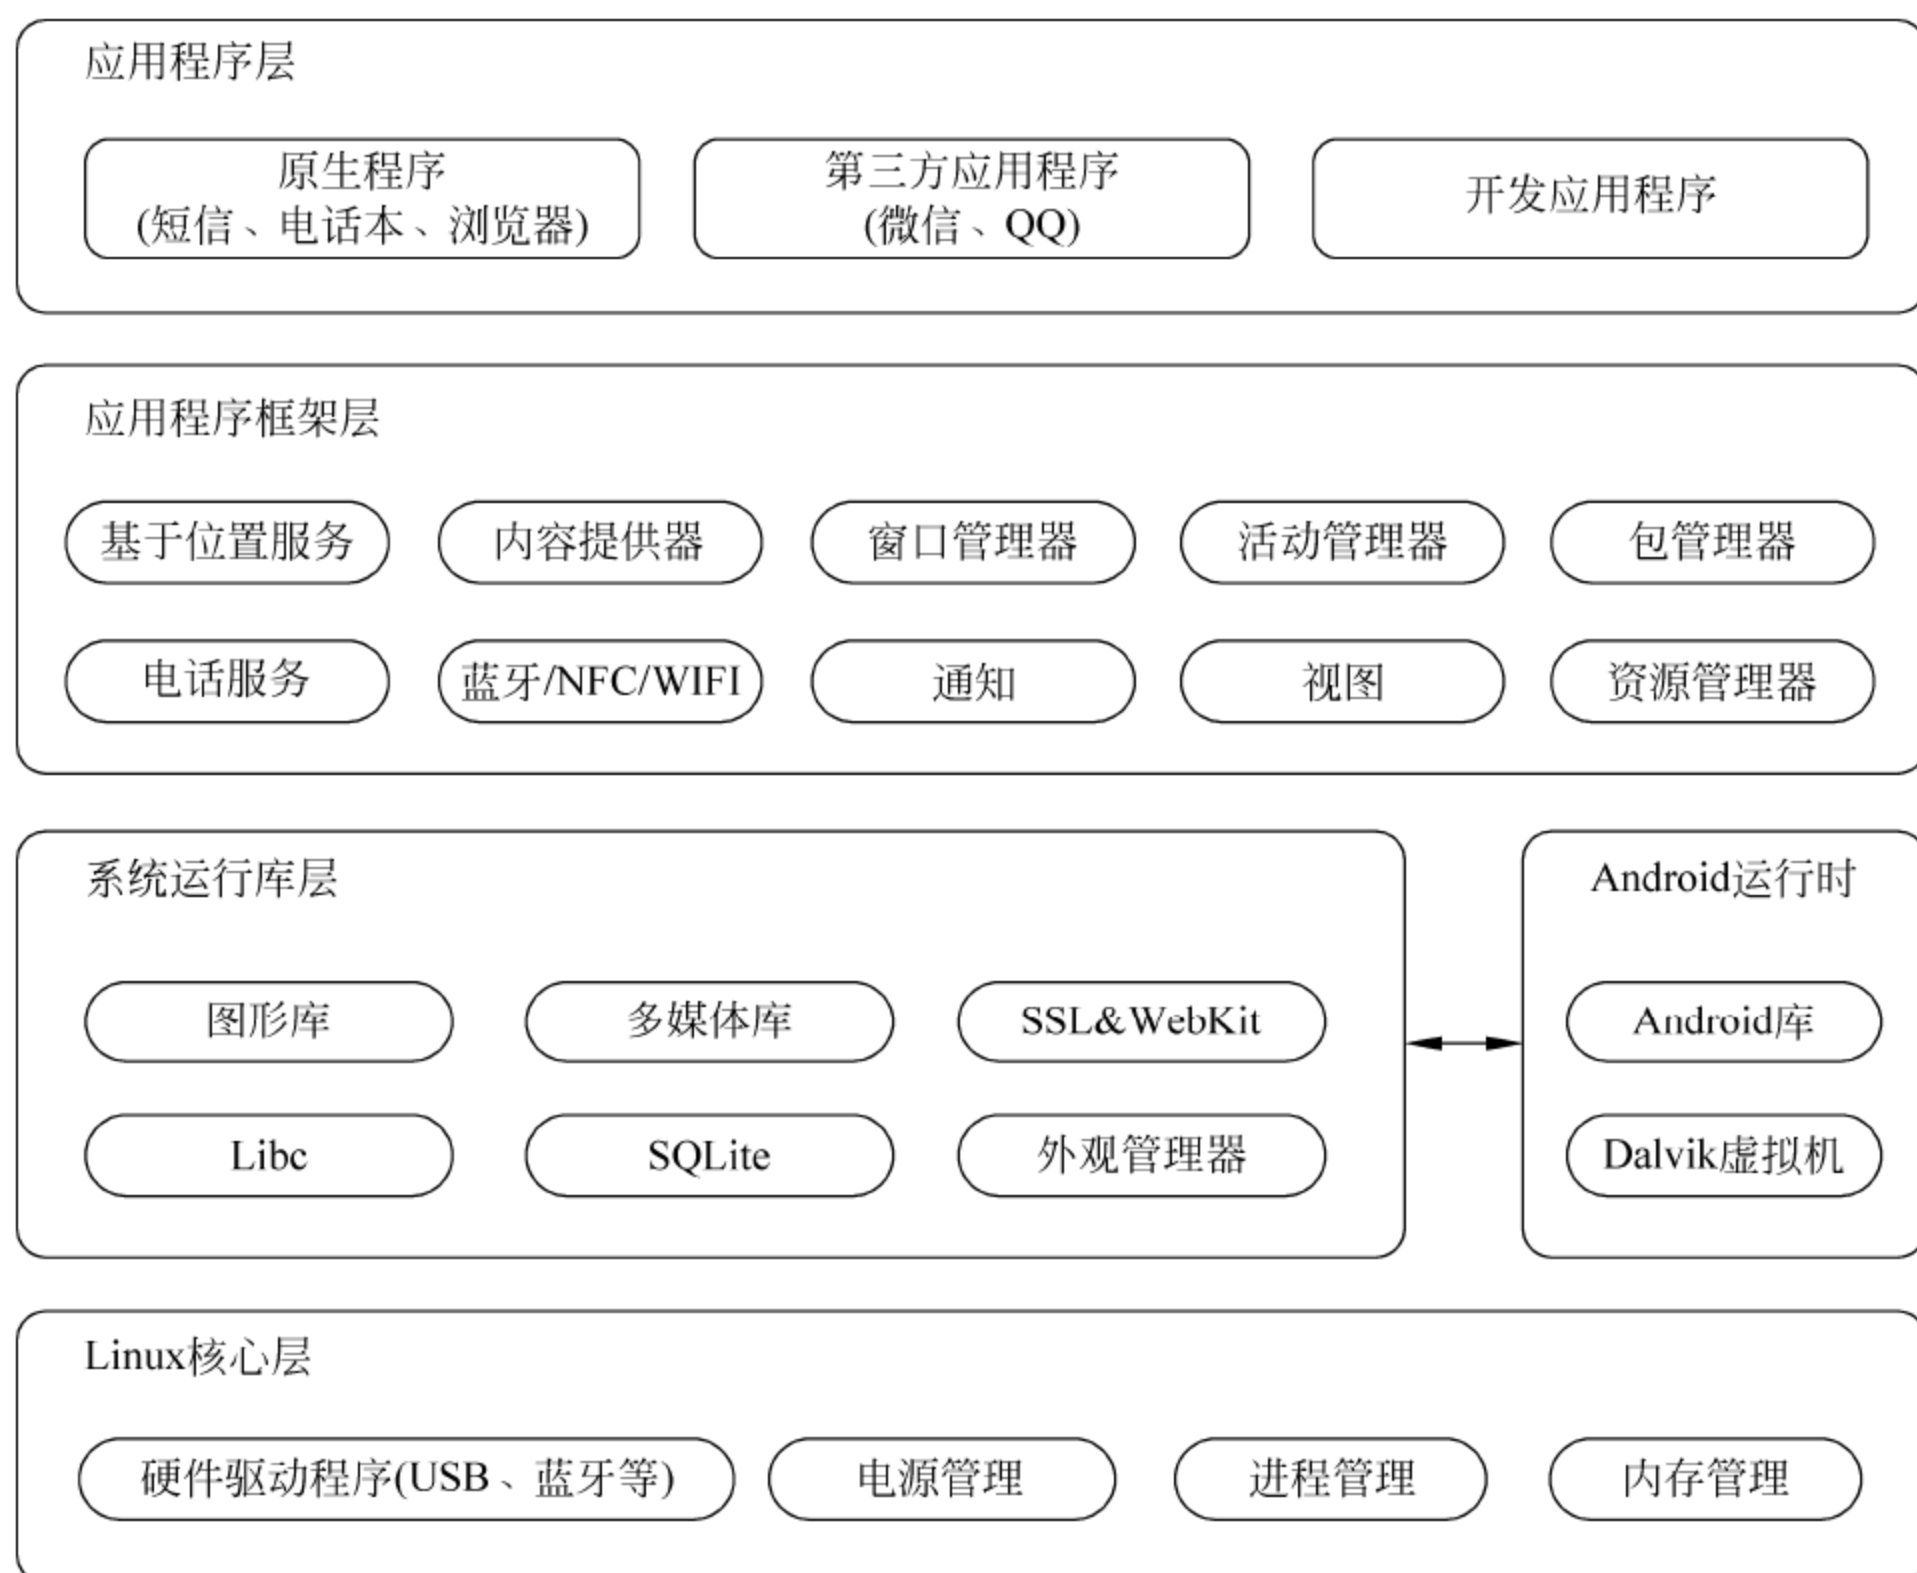 应用程序层
原生程序
(短信、电话本、浏览器)
第三方应用程序
(微信、QQ)
开发应用程序
应用程序框架层
基于位置服务
内容提供器
窗口管理器
活动管理器
包管理器
电话服务
蓝牙/NFC/WIFI
通知
视图
资源管理器
系统运行库层
图形库
多媒体库
SSL&WebKit
Libc
SQLite
外观管理器
Android运行时
Android库
Dalvik虚拟机
Linux核心层
硬件驱动程序(USB、蓝牙等)
电源管理
进程管理
内存管理